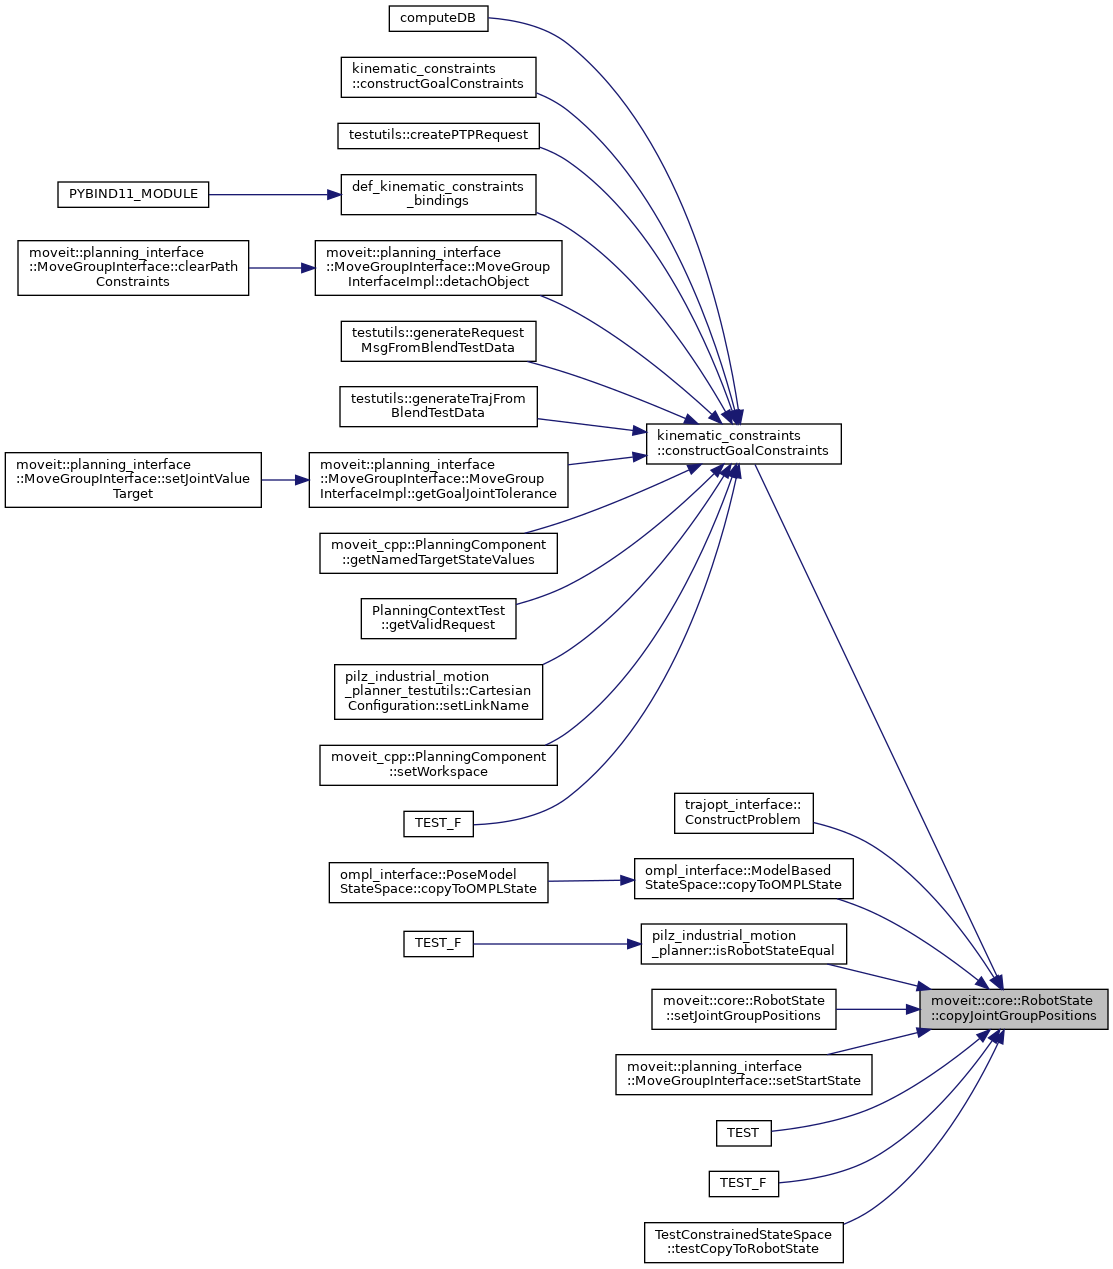 computeDB
kinematic_constraints
::constructGoalConstraints
testutils::createPTPRequest
PYBIND11_MODULE
def_kinematic_constraints
_bindings
moveit::planning_interface
::MoveGroupInterface::clearPath
Constraints
moveit::planning_interface
::MoveGroupInterface::MoveGroup
InterfaceImpl::detachObject
testutils::generateRequest
MsgFromBlendTestData
testutils::generateTrajFrom
BlendTestData
kinematic_constraints
::constructGoalConstraints
moveit::planning_interface
::MoveGroupInterface::setJointValue
Target
moveit::planning_interface
::MoveGroupInterface::MoveGroup
InterfaceImpl::getGoalJointTolerance
moveit_cpp::PlanningComponent
::getNamedTargetStateValues
PlanningContextTest
::getValidRequest
pilz_industrial_motion
_planner_testutils::Cartesian
Configuration::setLinkName
moveit_cpp::PlanningComponent
::setWorkspace
TEST_F
trajopt_interface::
ConstructProblem
ompl_interface::PoseModel
StateSpace::copyToOMPLState
ompl_interface::ModelBased
StateSpace::copyToOMPLState
TEST_F
pilz_industrial_motion
_planner::isRobotStateEqual
moveit::core::RobotState
::setJointGroupPositions
moveit::core::RobotState
::copyJointGroupPositions
moveit::planning_interface
::MoveGroupInterface::setStartState
TEST
TEST_F
TestConstrainedStateSpace
::testCopyToRobotState